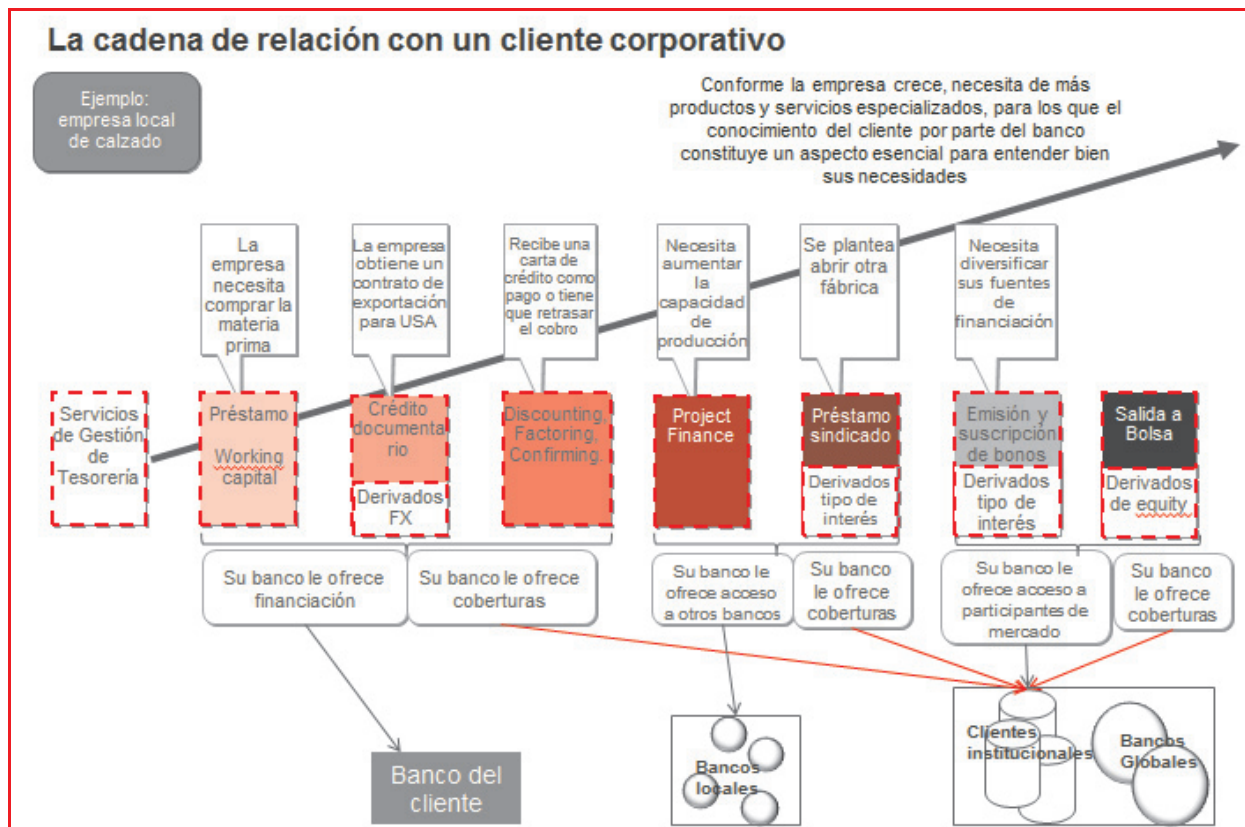 La cadena de relación con un cliente corporativo
Ejemplo:
empresa local
de calzado
Conforme la empresa crece, necesita de más
productos y servicios especializados, para los que el
conocimiento del cliente por parte del banco
constituye un aspecto esencial para entender bien
sus necesidades
La
empresa
necesita
comprar la
materia
prima
La empresa
obtiene un
contrato de
exportación
para USA
Recibe una
carta de
crédito como
pago o tiene
que retrasar
el cobro
Necesita
aumentar
la
capacidad
de
producción
Se plantea
abrir otra
fábrica
Necesita
diversificar
sus fuentes
de
financiación
Servicios
de Gestión
de
Tesorería
Préstamo
Working
capital
Crédito
documenta
rio
Derivados
FX
Discounting,
Factoring,
Confirming.
Project
Finance
Préstamo
sindicado
Derivados
tipo de
interés
Emisión y
suscripción
de bonos
Derivados
tipo de
interés
Salida a
Bolsa
Derivados
de equity
Su banco le ofrece
financiación
Su banco le ofrece
coberturas
Su banco le
ofrece acceso
a otros bancos
Su banco
le ofrece
coberturas
Su banco le
ofrece acceso a
participantes de
mercado
Su banco
le ofrece
coberturas
Banco del
cliente
Bancos
locales
Clientes
institucionales
Bancos
Globales